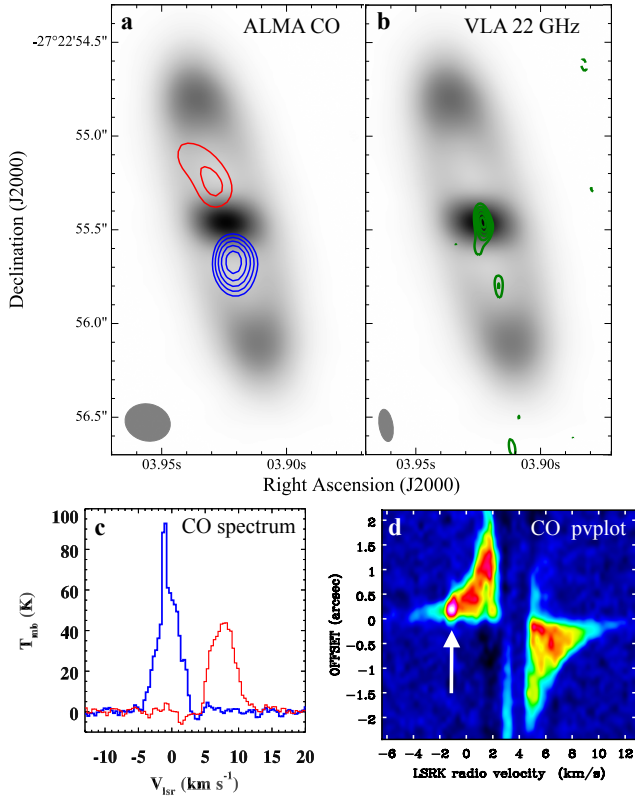 a ALMA CO
b VLA 22 GHz
-27°22'54.5"
55.0"
55.5"
56.0"
56.5"
Declination (J2000)
03.95s 03.90s 03.95s 03.90s
Right Ascension (J2000)
c CO spectrum
100
80
60
40
20
0
T_mb (K)
-10 -5 0 5 10 15 20
V_lsr (km s⁻¹)
d CO pvplot
2
1.5
1
0.5
0
-0.5
-1
-1.5
-2
OFFSET (arcsec)
-6 -4 -2 0 2 4 6 8 10 12
LSRK radio velocity (km/s)